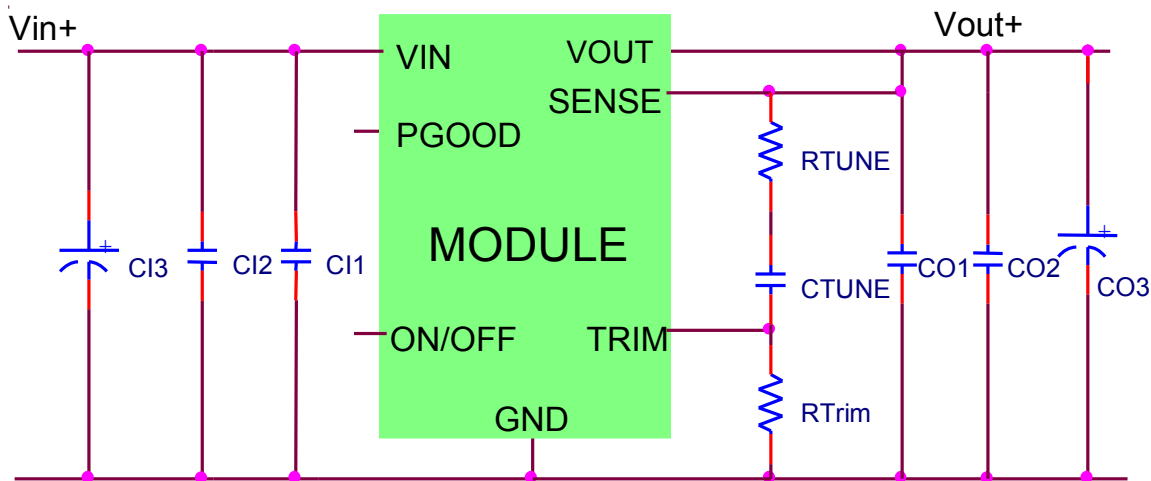 Vin+
Vout+
VIN
VOUT
SENSE
PGOOD
RTUNE
MODULE
CI3
CI2
CI1
CTUNE
CO1
CO2
CO3
ON/OFF
TRIM
RTrim
GND
+
+